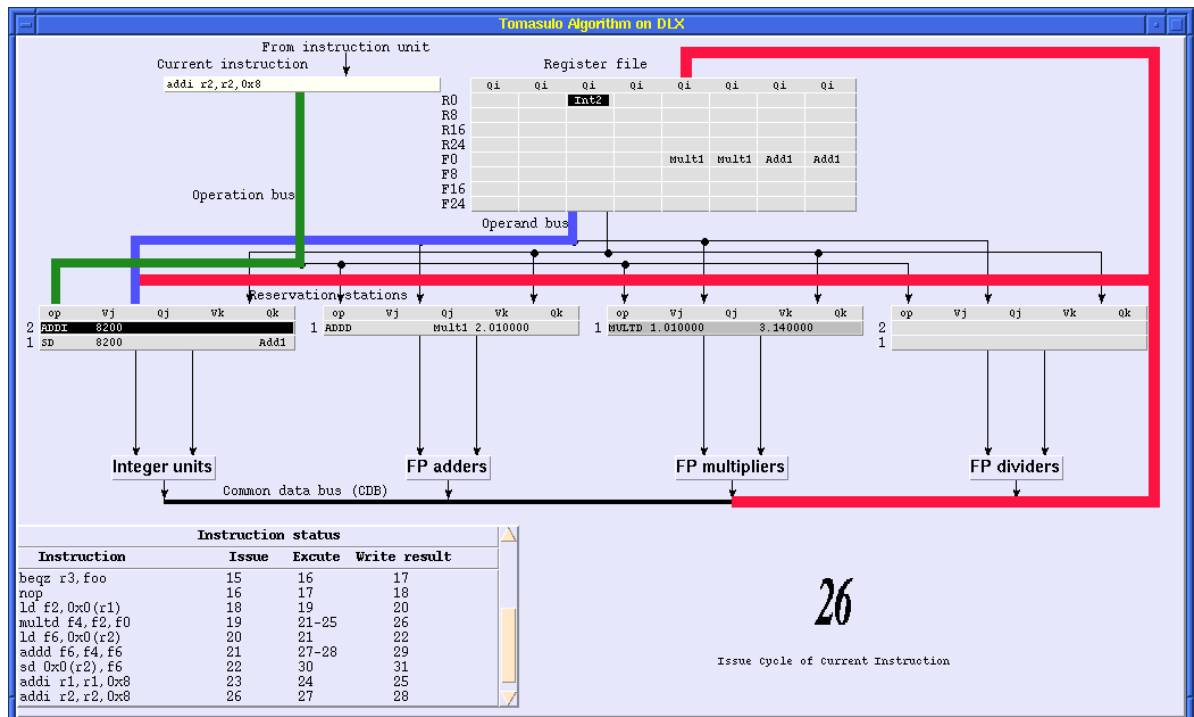 Tomasulo Algorithm on DLX
From instruction unit
Current instruction
addi r2,r2,0x8
Register file
Qi Qi Qi Qi Qi Qi Qi Qi
R0 Int2
R8
R16
R24
F0 Mult1 Mult1 Add1 Add1
F8
F16
F24
Operation bus
Operand bus
Reservation stations
op Vj Qj Vk Qk
2 ADDI 8200
1 SD 8200 Add1
op Vj Qj Vk Qk
1 ADDD Mult1 2.010000
op Vj Qj Vk Qk
1 MULTD 1.010000 3.140000
op Vj Qj Vk Qk
2
1
Integer units
FP adders
FP multipliers
FP dividers
Common data bus (CDB)
Instruction status
Instruction Issue Excute Write result
beqz r3,foo 15 16 17
nop 16 17 18
ld f2,0x0(r1) 18 19 20
multd f4,f2,f0 19 21-25 26
ld f6,0x0(r2) 20 21 22
addd f6,f4,f6 21 27-28 29
sd 0x0(r2),f6 22 30 31
addi r1,r1,0x8 23 24 25
addi r2,r2,0x8 26 27 28
26
Issue Cycle of Current Instruction